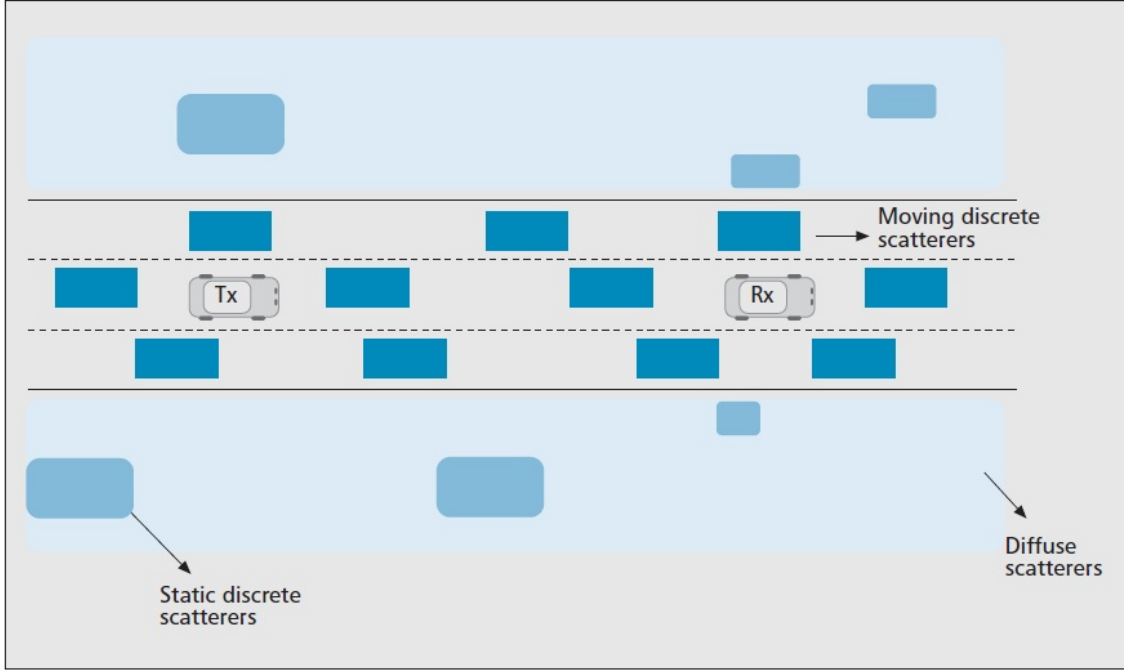 Moving discrete
scatterers
Tx
Rx
Diffuse
scatterers
Static discrete
scatterers